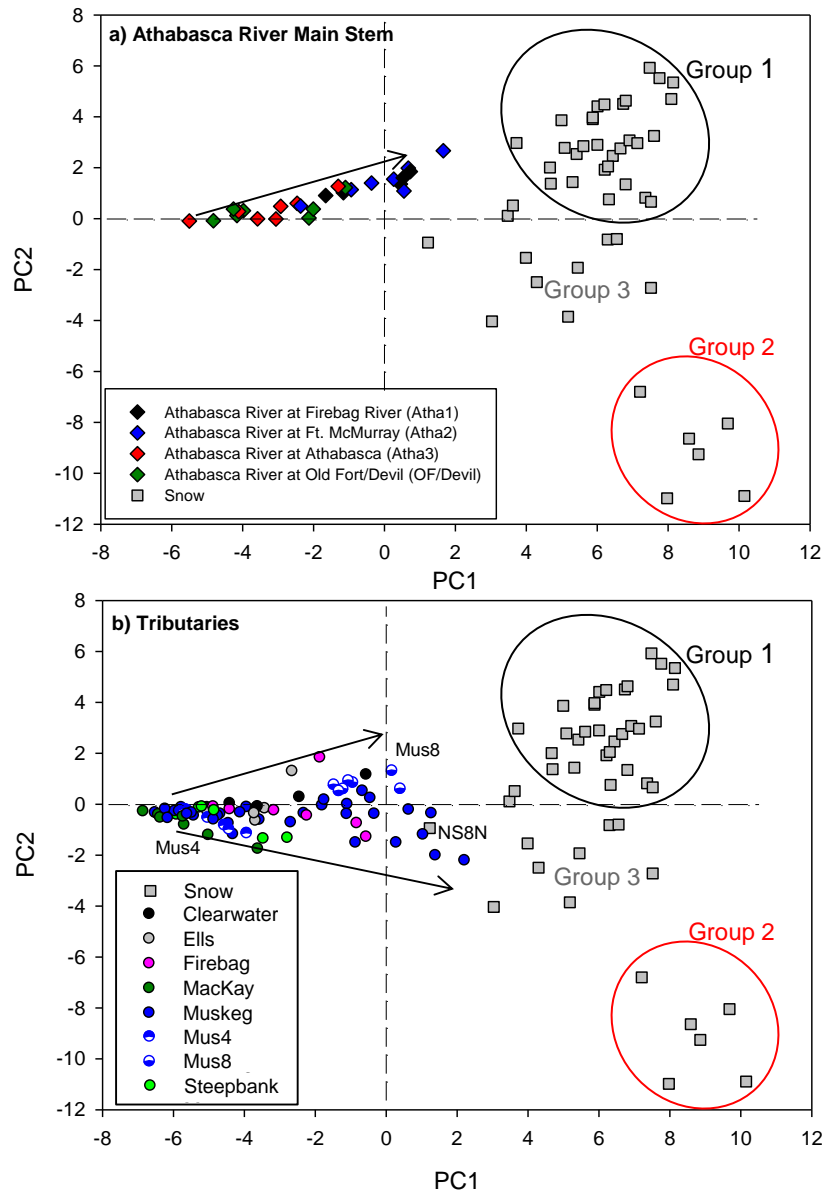 a) Athabasca River Main Stem
Group 1
Group 3
Group 2
PC2
8
6
4
2
0
-2
-4
-6
-8
-10
-12
Athabasca River at Firebag River (Atha1)
Athabasca River at Ft. McMurray (Atha2)
Athabasca River at Athabasca (Atha3)
Athabasca River at Old Fort/Devil (OF/Devil)
Snow
-8 -6 -4 -2 0 2 4 6 8 10 12
PC1
b) Tributaries
Group 1
Mus8
NS8N
Mus4
Group 3
Group 2
PC2
8
6
4
2
0
-2
-4
-6
-8
-10
-12
Snow
Clearwater
Ells
Firebag
MacKay
Muskeg
Mus4
Mus8
Steepbank
-8 -6 -4 -2 0 2 4 6 8 10 12
PC1